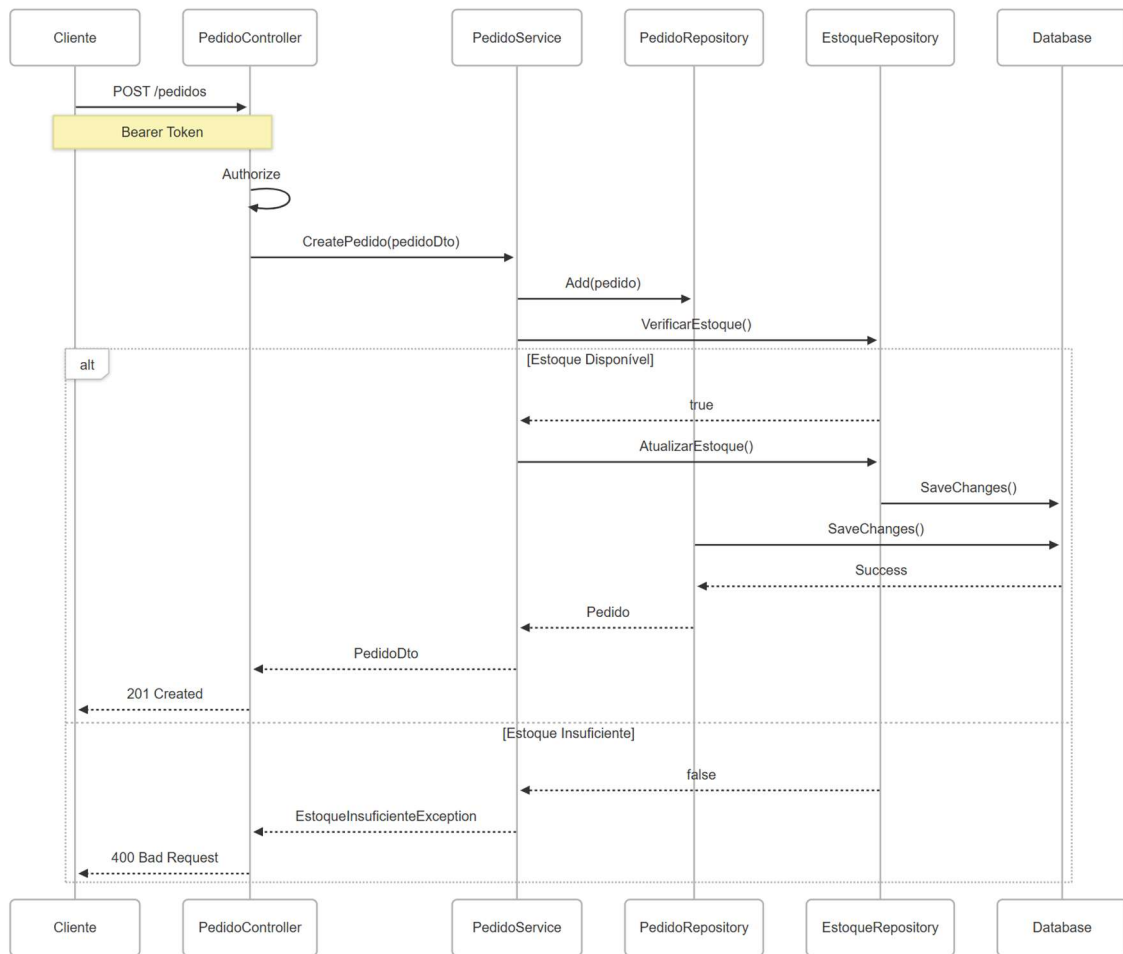 Cliente
PedidoController
PedidoService
PedidoRepository
EstoqueRepository
Database
POST /pedidos
Bearer Token
Authorize
CreatePedido(pedidoDto)
Add(pedido)
VerificarEstoque()
alt
[Estoque Disponível]
true
AtualizarEstoque()
SaveChanges()
SaveChanges()
Success
Pedido
PedidoDto
201 Created
[Estoque Insuficiente]
false
EstoqueInsuficienteException
400 Bad Request
Cliente
PedidoController
PedidoService
PedidoRepository
EstoqueRepository
Database